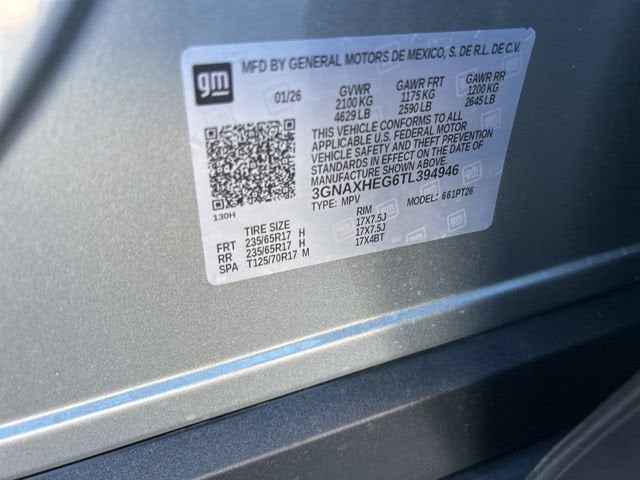 gm
MFD BY GENERAL MOTORS DE MEXICO, S. DE R.L. DE C.V.
01/26 GVWR GAWR FRT GAWR RR
2100 KG 1175 KG 1200 KG
4629 LB 2590 LB 2645 LB
THIS VEHICLE CONFORMS TO ALL
APPLICABLE U.S. FEDERAL MOTOR
VEHICLE SAFETY AND THEFT PREVENTION
STANDARDS IN EFFECT ON THE DATE OF
MANUFACTURE SHOWN ABOVE.
3GNAXHEG6TL394946
TYPE: MPV MODEL: 661PT26
130H
TIRE SIZE RIM
FRT 235/65R17 H 17X7.5J
RR 235/65R17 H 17X7.5J
SPA T125/70R17 M 17X4BT